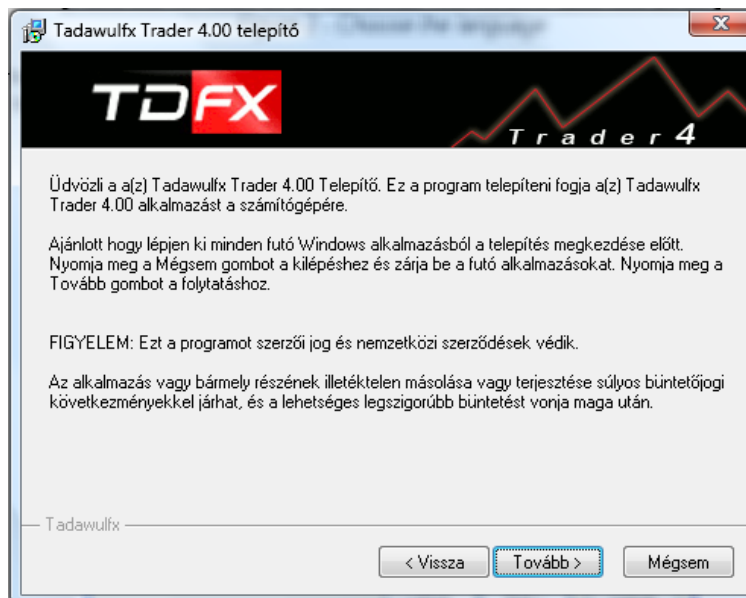 Tadawulfx Trader 4.00 telepítő
TDFX
Trader 4
Üdvözli a a(z) Tadawulfx Trader 4.00 Telepítő. Ez a program telepíteni fogja a(z) Tadawulfx
Trader 4.00 alkalmazást a számítógépére.
Ajánlott hogy lépjen ki minden futó Windows alkalmazásból a telepítés megkezdése előtt.
Nyomja meg a Mégsem gombot a kilépéshez és zárja be a futó alkalmazásokat. Nyomja meg a
Tovább gombot a folytatáshoz.
FIGYELEM: Ezt a programot szerzői jog és nemzetközi szerződések védik.
Az alkalmazás vagy bármely részének illetéktelen másolása vagy terjesztése súlyos büntetőjogi
következményekkel járhat, és a lehetséges legszigorúbb büntetést vonja maga után.
Tadawulfx
< Vissza Tovább > Mégsem